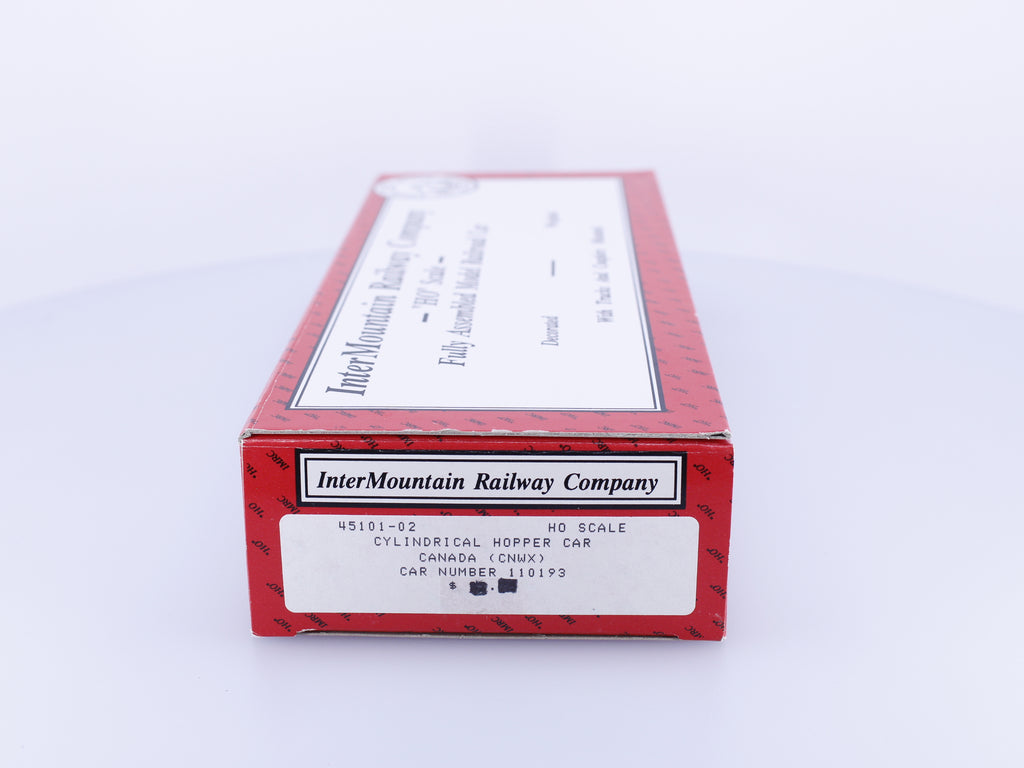 InterMountain Railway Company
"HO" Scale
Fully Assembled Model Railroad Car
Decorated
With Trucks And Couplers Mounted
InterMountain Railway Company
45101-02 HO SCALE
CYLINDRICAL HOPPER CAR
CANADA (CNWX)
CAR NUMBER 110193
$ .